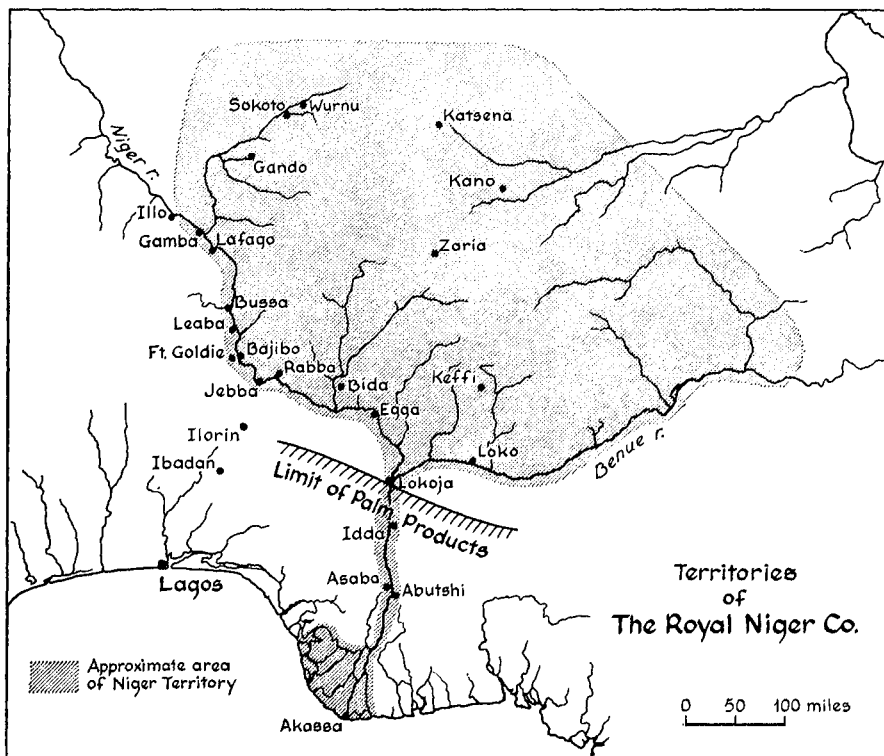 Sokoto
Wurnu
Katsena
Niger r.
Gando
Kano
Illo
Gamba
Lafago
Zaria
Bussa
Leaba
Ft. Goldie
Bajibo
Rabba
Jebba
Bida
Keffi
Egga
Ilorin
Loko
Benue r.
Ibadan
Lokoja
Limit of Palm Products
Idda
Lagos
Asaba
Abutshi
Territories
of
The Royal Niger Co.
Approximate area
of Niger Territory
Akassa
0 50 100 miles